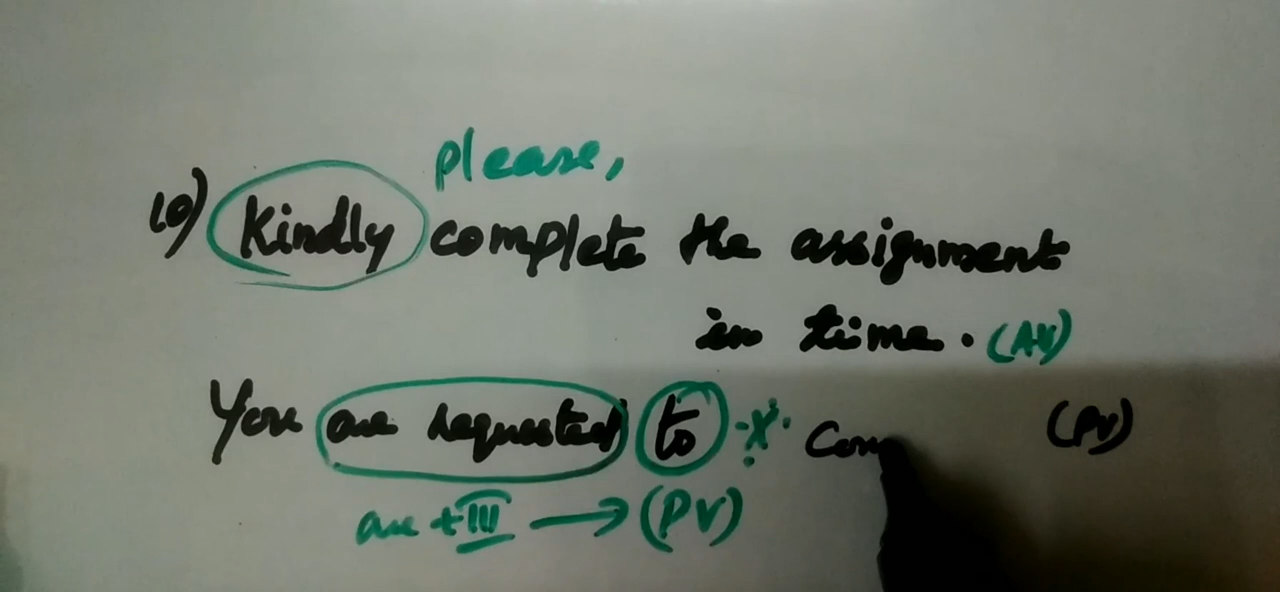 please,
10) Kindly complete the assignment
in time. (AV)
You are requested to .X. Com (PV)
are + III → (PV)